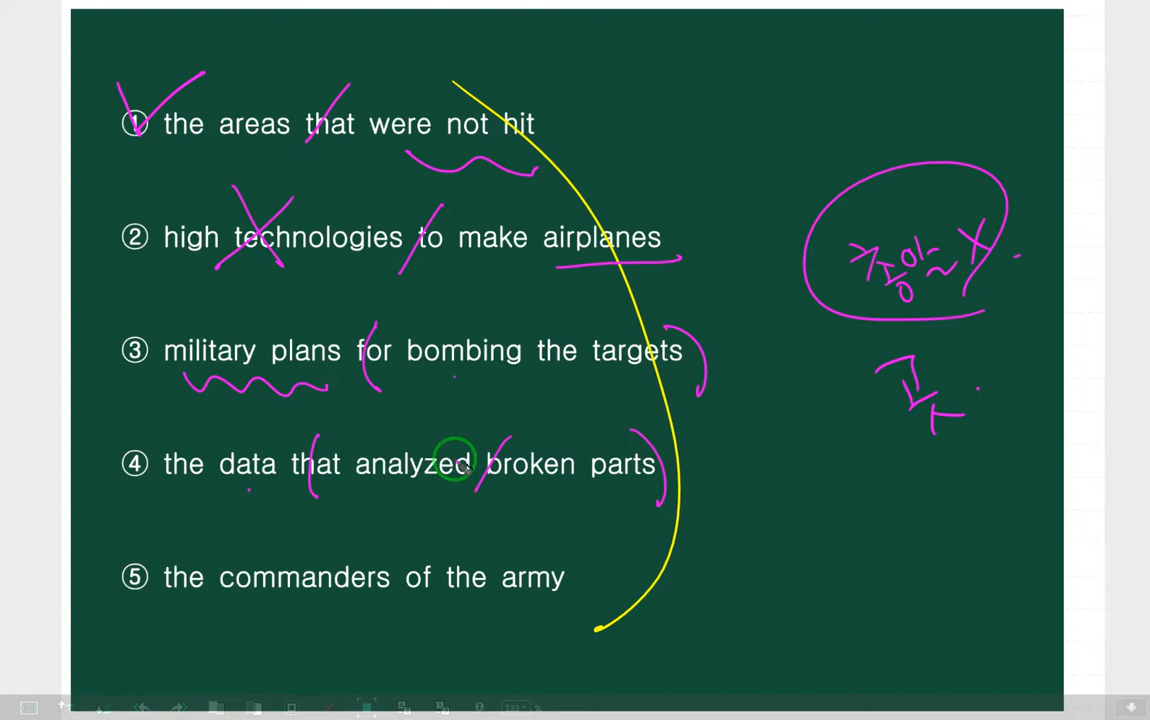 ① the areas that were not hit
② high technologies to make airplanes
③ military plans for bombing the targets
④ the data that analyzed broken parts
⑤ the commanders of the army
133 %